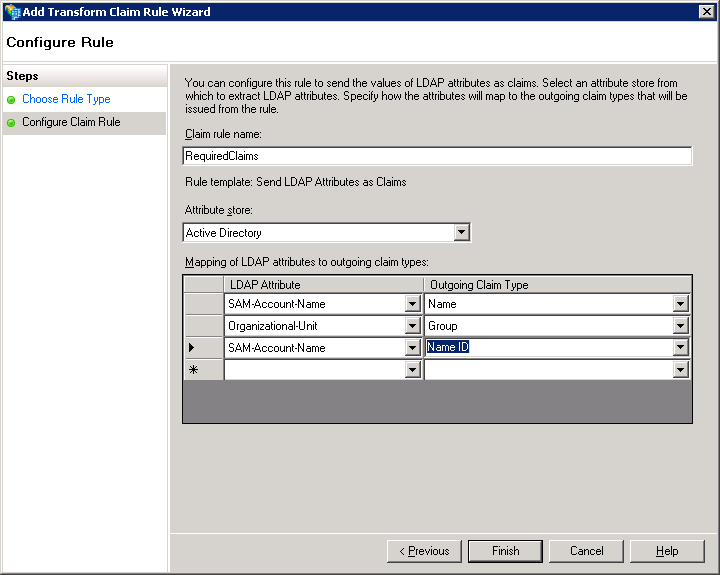 Add Transform Claim Rule Wizard
Configure Rule
Steps
Choose Rule Type
Configure Claim Rule
You can configure this rule to send the values of LDAP attributes as claims. Select an attribute store from
which to extract LDAP attributes. Specify how the attributes will map to the outgoing claim types that will be
issued from the rule.
Claim rule name:
RequiredClaims
Rule template: Send LDAP Attributes as Claims
Attribute store:
Active Directory
Mapping of LDAP attributes to outgoing claim types:
LDAP Attribute Outgoing Claim Type
SAM-Account-Name Name
Organizational-Unit Group
SAM-Account-Name Name ID
< Previous Finish Cancel Help